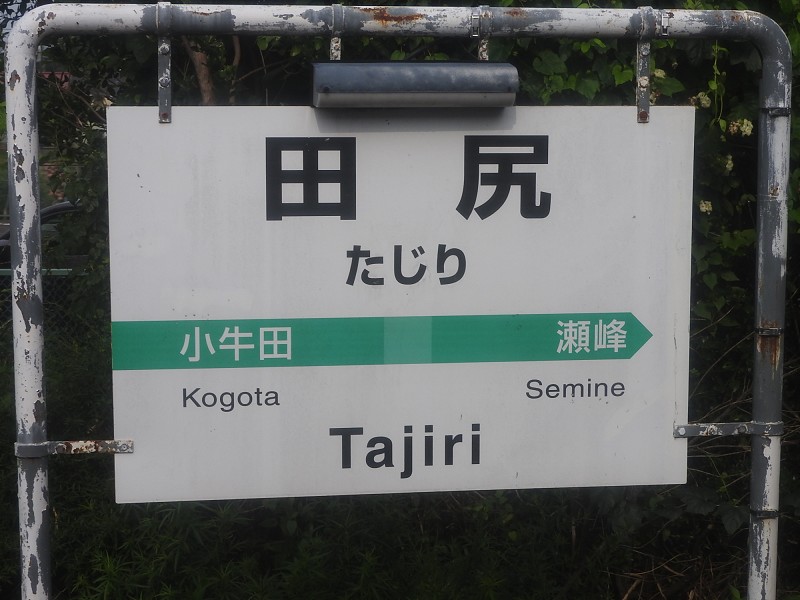 田 尻
たじり
小牛田 瀬峰
Kogota Semine
Tajiri